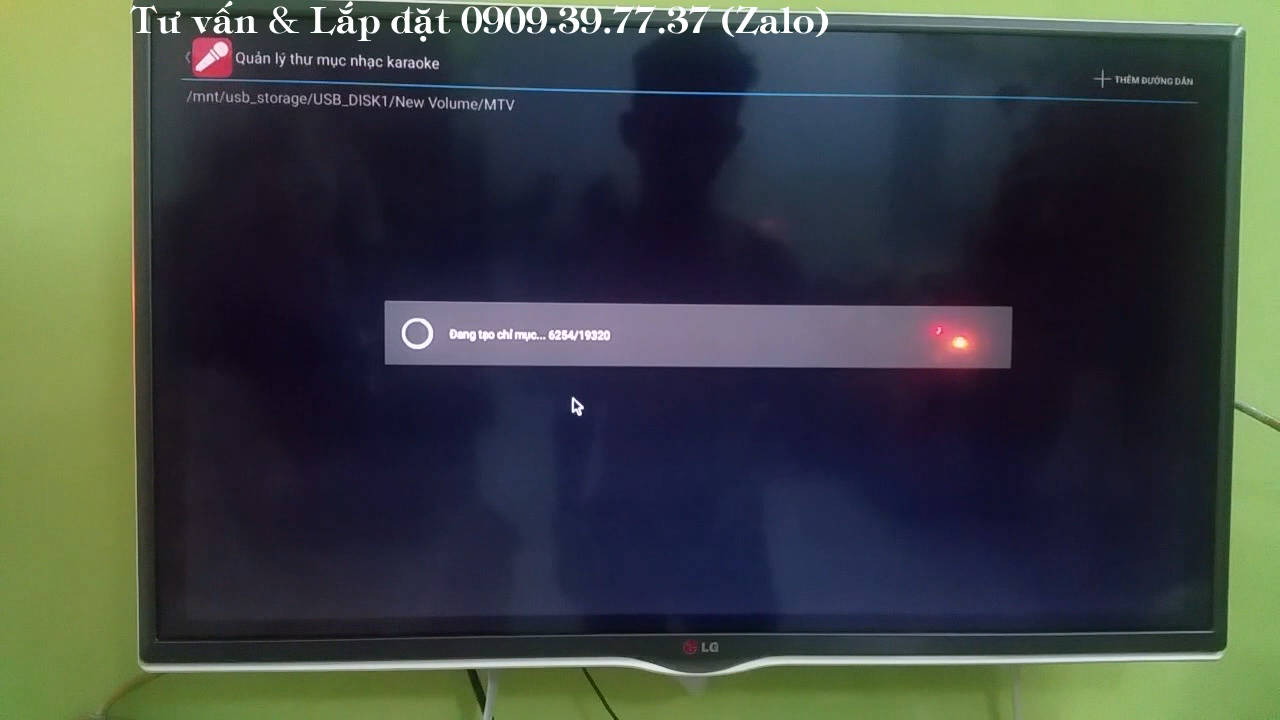 Tư vấn & Lắp đặt 0909.39.77.37 (Zalo)
Quản lý thư mục nhạc karaoke
THÊM ĐƯỜNG DẪN
/mnt/usb_storage/USB_DISK1/New Volume/MTV
Đang tạo chỉ mục... 6254/19320
LG